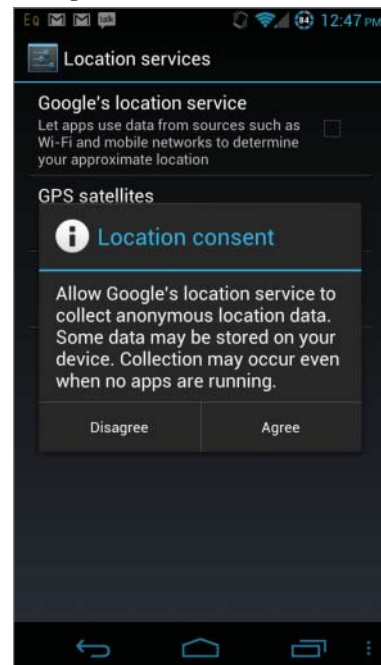 EQ talk 84 12:47 PM
Location services
Google's location service
Let apps use data from sources such as
Wi-Fi and mobile networks to determine
your approximate location
GPS satellites
Location consent
Allow Google's location service to
collect anonymous location data.
Some data may be stored on your
device. Collection may occur even
when no apps are running.
Disagree Agree